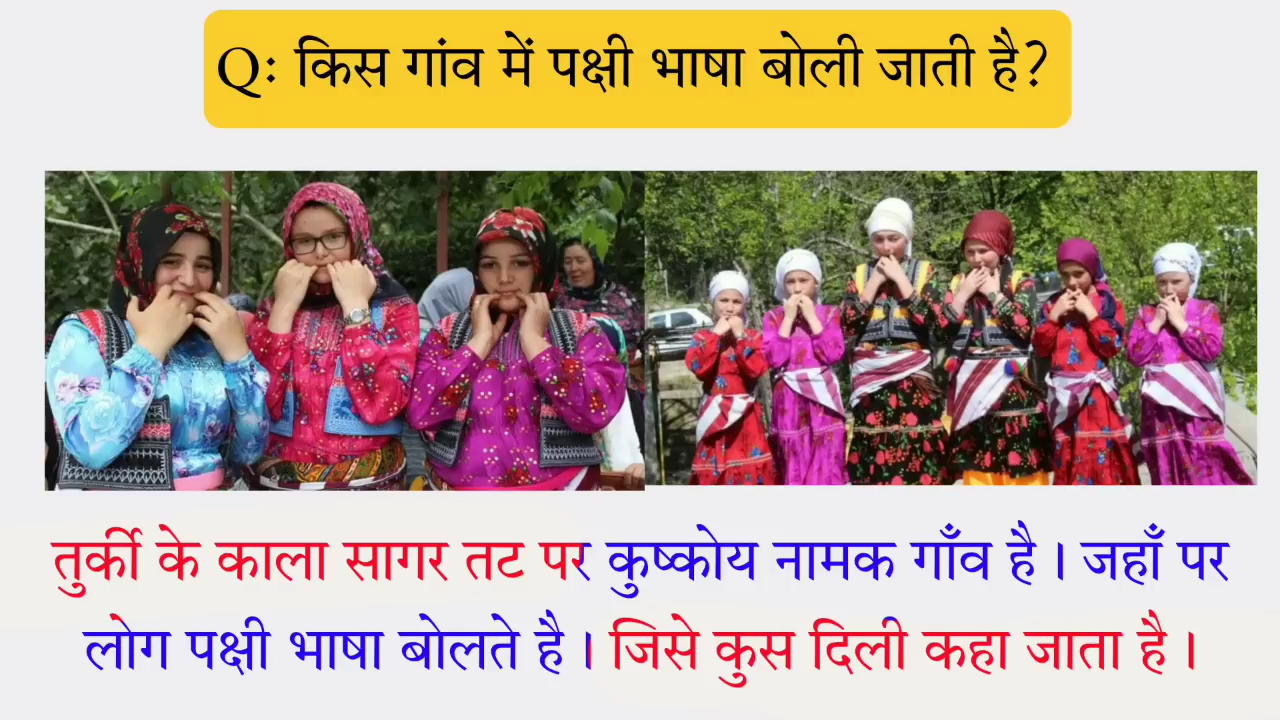 Q: किस गांव में पक्षी भाषा बोली जाती है?
तुर्की के काला सागर तट पर कुष्कोय नामक गाँव है। जहाँ पर
लोग पक्षी भाषा बोलते है। जिसे कुस दिली कहा जाता है।